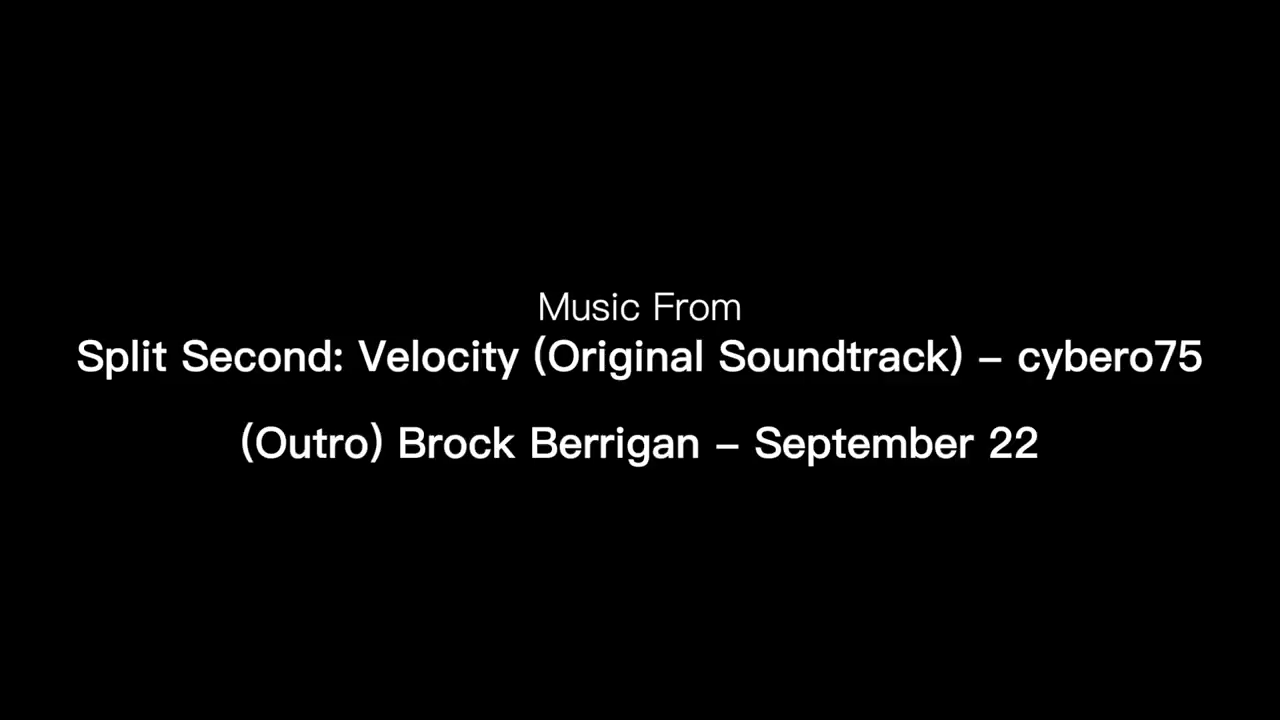 Music From
Split Second: Velocity (Original Soundtrack) – cybero75
(Outro) Brock Berrigan – September 22